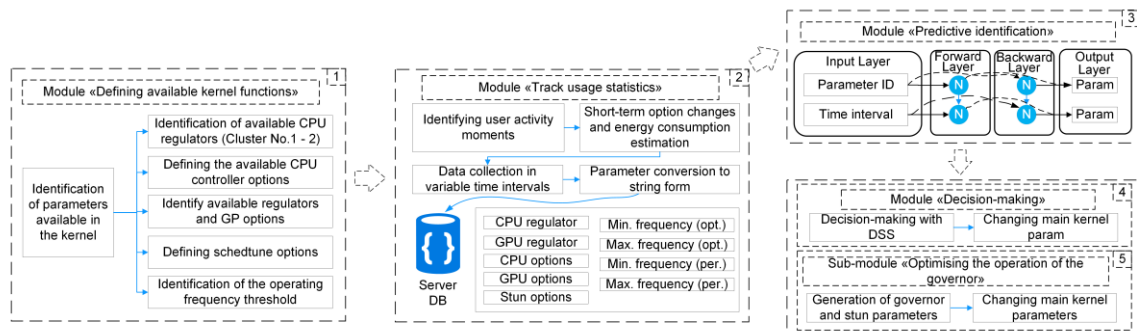 1
Module «Defining available kernel functions»
Identification
of parameters
available in
the kernel
Identification of available CPU
regulators (Cluster No.1 - 2)
Defining the available CPU
controller options
Identify available regulators
and GP options
Defining schedtune options
Identification of the operating
frequency threshold
2
Module «Track usage statistics»
Identifying user activity
moments
Short-term option changes
and energy consumption
estimation
Data collection in
variable time intervals
Parameter conversion to
string form
{ }
Server
DB
CPU regulator
GPU regulator
CPU options
GPU options
Stun options
Min. frequency (opt.)
Max. frequency (opt.)
Min. frequency (per.)
Max. frequency (per.)
3
Module «Predictive identification»
Input Layer
Parameter ID
Time interval
Forward
Layer
N
N
Backward
Layer
N
N
Output
Layer
Param
Param
4
Module «Decision-making»
Decision-making with
DSS
Changing main kernel
param
5
Sub-module «Optimising the operation of the
governor»
Generation of governor
and stun parameters
Changing main kernel
parameters